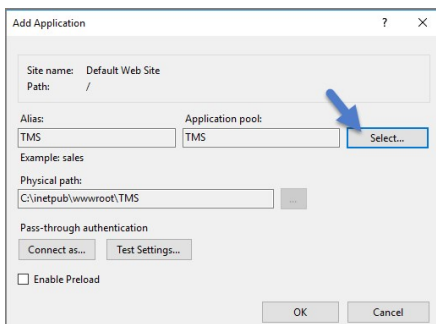 Add Application
? X
Site name: Default Web Site
Path: /
Alias: Application pool:
TMS TMS Select...
Example: sales
Physical path:
C:\inetpub\wwwroot\TMS ...
Pass-through authentication
Connect as... Test Settings...
Enable Preload
OK Cancel